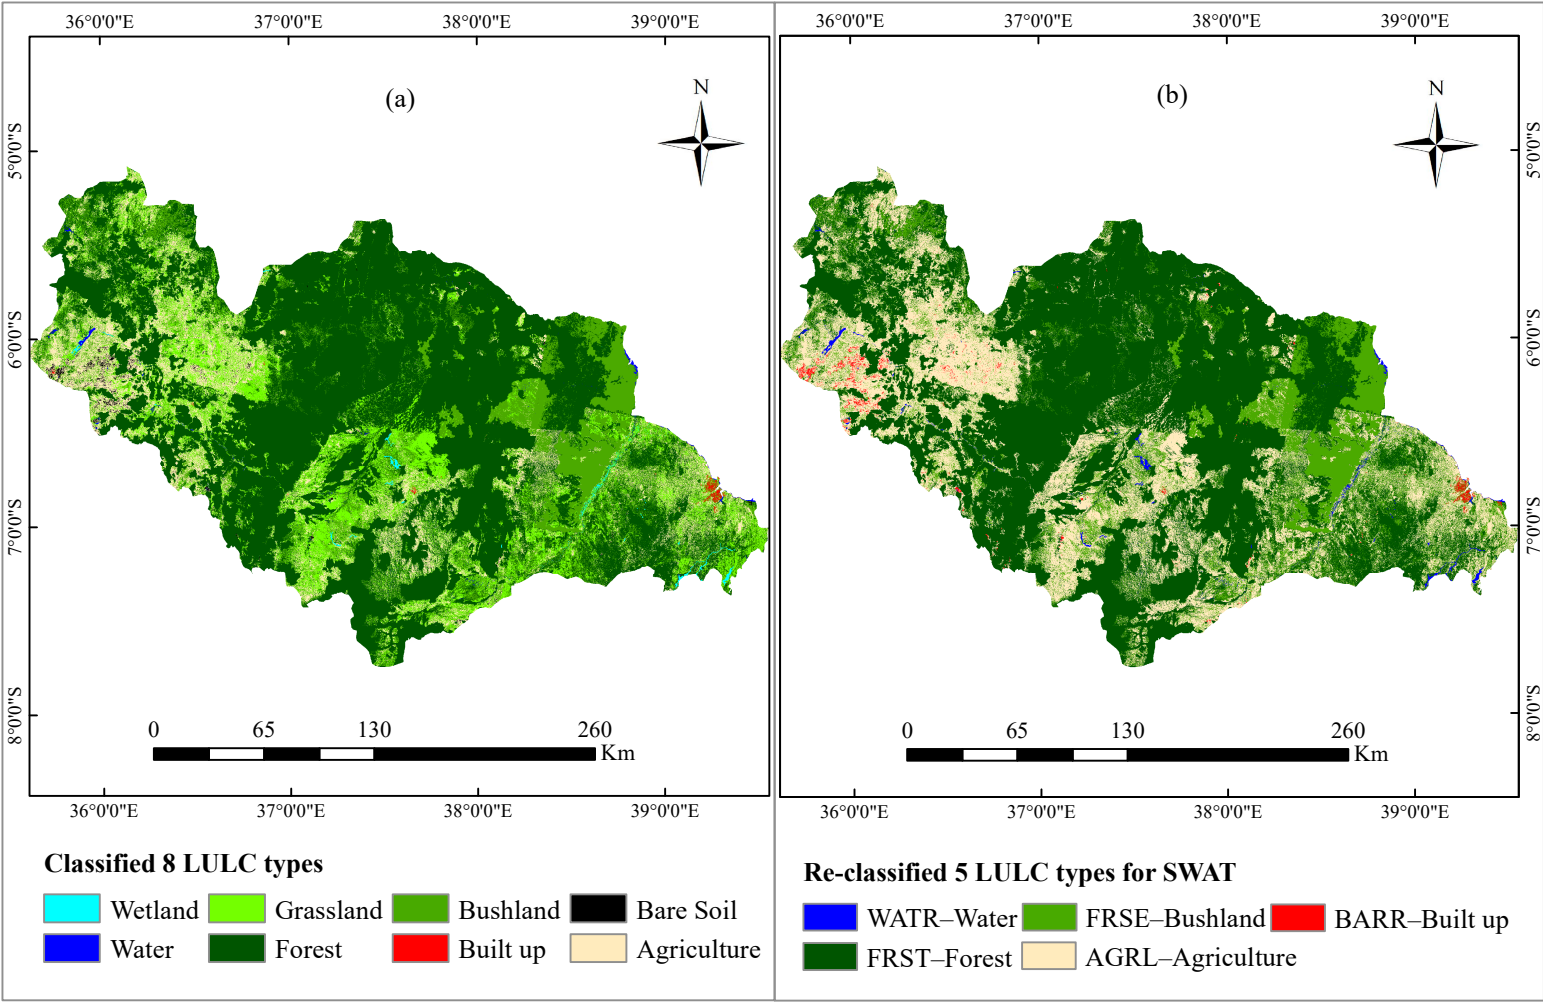 36°0'0"E 37°0'0"E 38°0'0"E 39°0'0"E
(a)
N
5°0'0"S
6°0'0"S
7°0'0"S
8°0'0"S
0 65 130 260
Km
36°0'0"E 37°0'0"E 38°0'0"E 39°0'0"E
Classified 8 LULC types
Wetland Grassland Bushland Bare Soil
Water Forest Built up Agriculture
36°0'0"E 37°0'0"E 38°0'0"E 39°0'0"E
(b)
N
5°0'0"S
6°0'0"S
7°0'0"S
8°0'0"S
0 65 130 260
Km
36°0'0"E 37°0'0"E 38°0'0"E 39°0'0"E
Re-classified 5 LULC types for SWAT
WATR–Water FRSE–Bushland BARR–Built up
FRST–Forest AGRL–Agriculture